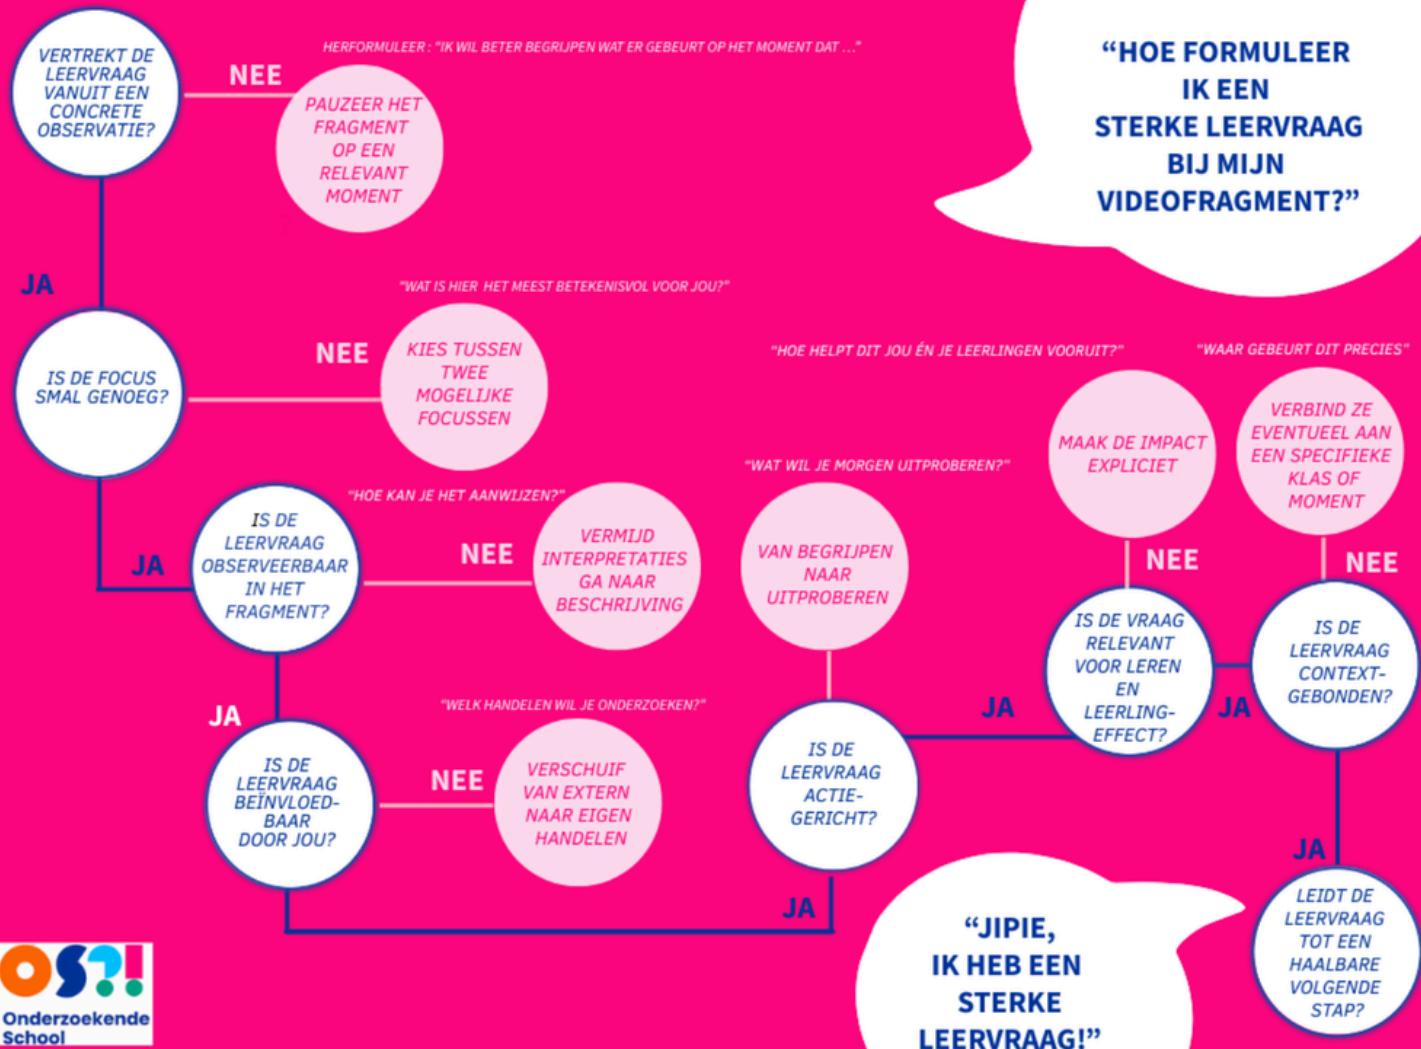 “HOE FORMULEER
IK EEN
STERKE LEERVRAAG
BIJ MIJN
VIDEOFRAGMENT?”
VERTREKT DE
LEERVRAAG
VANUIT EEN
CONCRETE
OBSERVATIE?
NEE
HERFORMULEER : “IK WIL BETER BEGRIJPEN WAT ER GEBEURT OP HET MOMENT DAT ...”
PAUZEER HET
FRAGMENT
OP EEN
RELEVANT
MOMENT
JA
IS DE FOCUS
SMAL GENOEG?
NEE
“WAT IS HIER HET MEEST BETEKENISVOL VOOR JOU?”
KIES TUSSEN
TWEE
MOGELIJKE
FOCUSSEN
JA
IS DE
LEERVRAAG
OBSERVEERBAAR
IN HET
FRAGMENT?
“HOE KAN JE HET AANWIJZEN?”
NEE
VERMIJD
INTERPRETATIES
GA NAAR
BESCHRIJVING
JA
IS DE
LEERVRAAG
BEÏNVLOED-
BAAR
DOOR JOU?
“WELK HANDELEN WIL JE ONDERZOEKEN?”
NEE
VERSCHUIF
VAN EXTERN
NAAR EIGEN
HANDELEN
JA
IS DE
LEERVRAAG
ACTIE-
GERICHT?
“WAT WIL JE MORGEN UITPROBEREN?”
VAN BEGRIJPEN
NAAR
UITPROBEREN
JA
IS DE VRAAG
RELEVANT
VOOR LEREN
EN
LEERLING-
EFFECT?
NEE
“HOE HELPT DIT JOU ÉN JE LEERLINGEN VOORUIT?”
MAAK DE IMPACT
EXPLICIET
JA
IS DE
LEERVRAAG
CONTEXT-
GEBONDEN?
NEE
“WAAR GEBEURT DIT PRECIES“
VERBIND ZE
EVENTUEEL AAN
EEN SPECIFIEKE
KLAS OF
MOMENT
JA
LEIDT DE
LEERVRAAG
TOT EEN
HAALBARE
VOLGENDE
STAP?
“JIPIE,
IK HEB EEN
STERKE
LEERVRAAG!”
OS?!
Onderzoekende
School